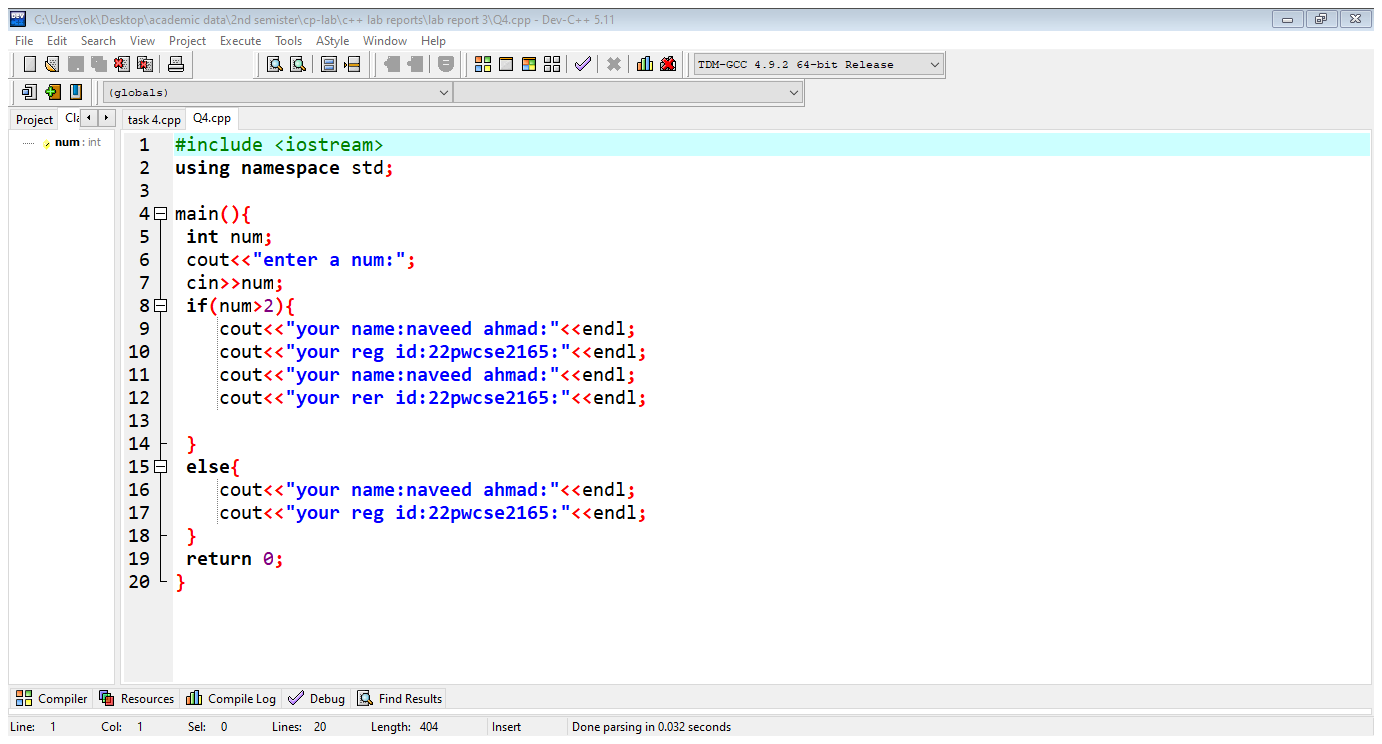 C:\Users\ok\Desktop\academic data\2nd semister\cp-lab\c++ lab reports\lab report 3\Q4.cpp - Dev-C++ 5.11
File Edit Search View Project Execute Tools AStyle Window Help
TDM-GCC 4.9.2 64-bit Release
(globals)
Project Cla task 4.cpp Q4.cpp
num : int
1 #include <iostream>
2 using namespace std;
3
4 main(){
5 int num;
6 cout<<"enter a num:";
7 cin>>num;
8 if(num>2){
9 cout<<"your name:naveed ahmad:"<<endl;
10 cout<<"your reg id:22pwcse2165:"<<endl;
11 cout<<"your name:naveed ahmad:"<<endl;
12 cout<<"your rer id:22pwcse2165:"<<endl;
13
14 }
15 else{
16 cout<<"your name:naveed ahmad:"<<endl;
17 cout<<"your reg id:22pwcse2165:"<<endl;
18 }
19 return 0;
20 }
Compiler Resources Compile Log Debug Find Results
Line: 1 Col: 1 Sel: 0 Lines: 20 Length: 404 Insert Done parsing in 0.032 seconds